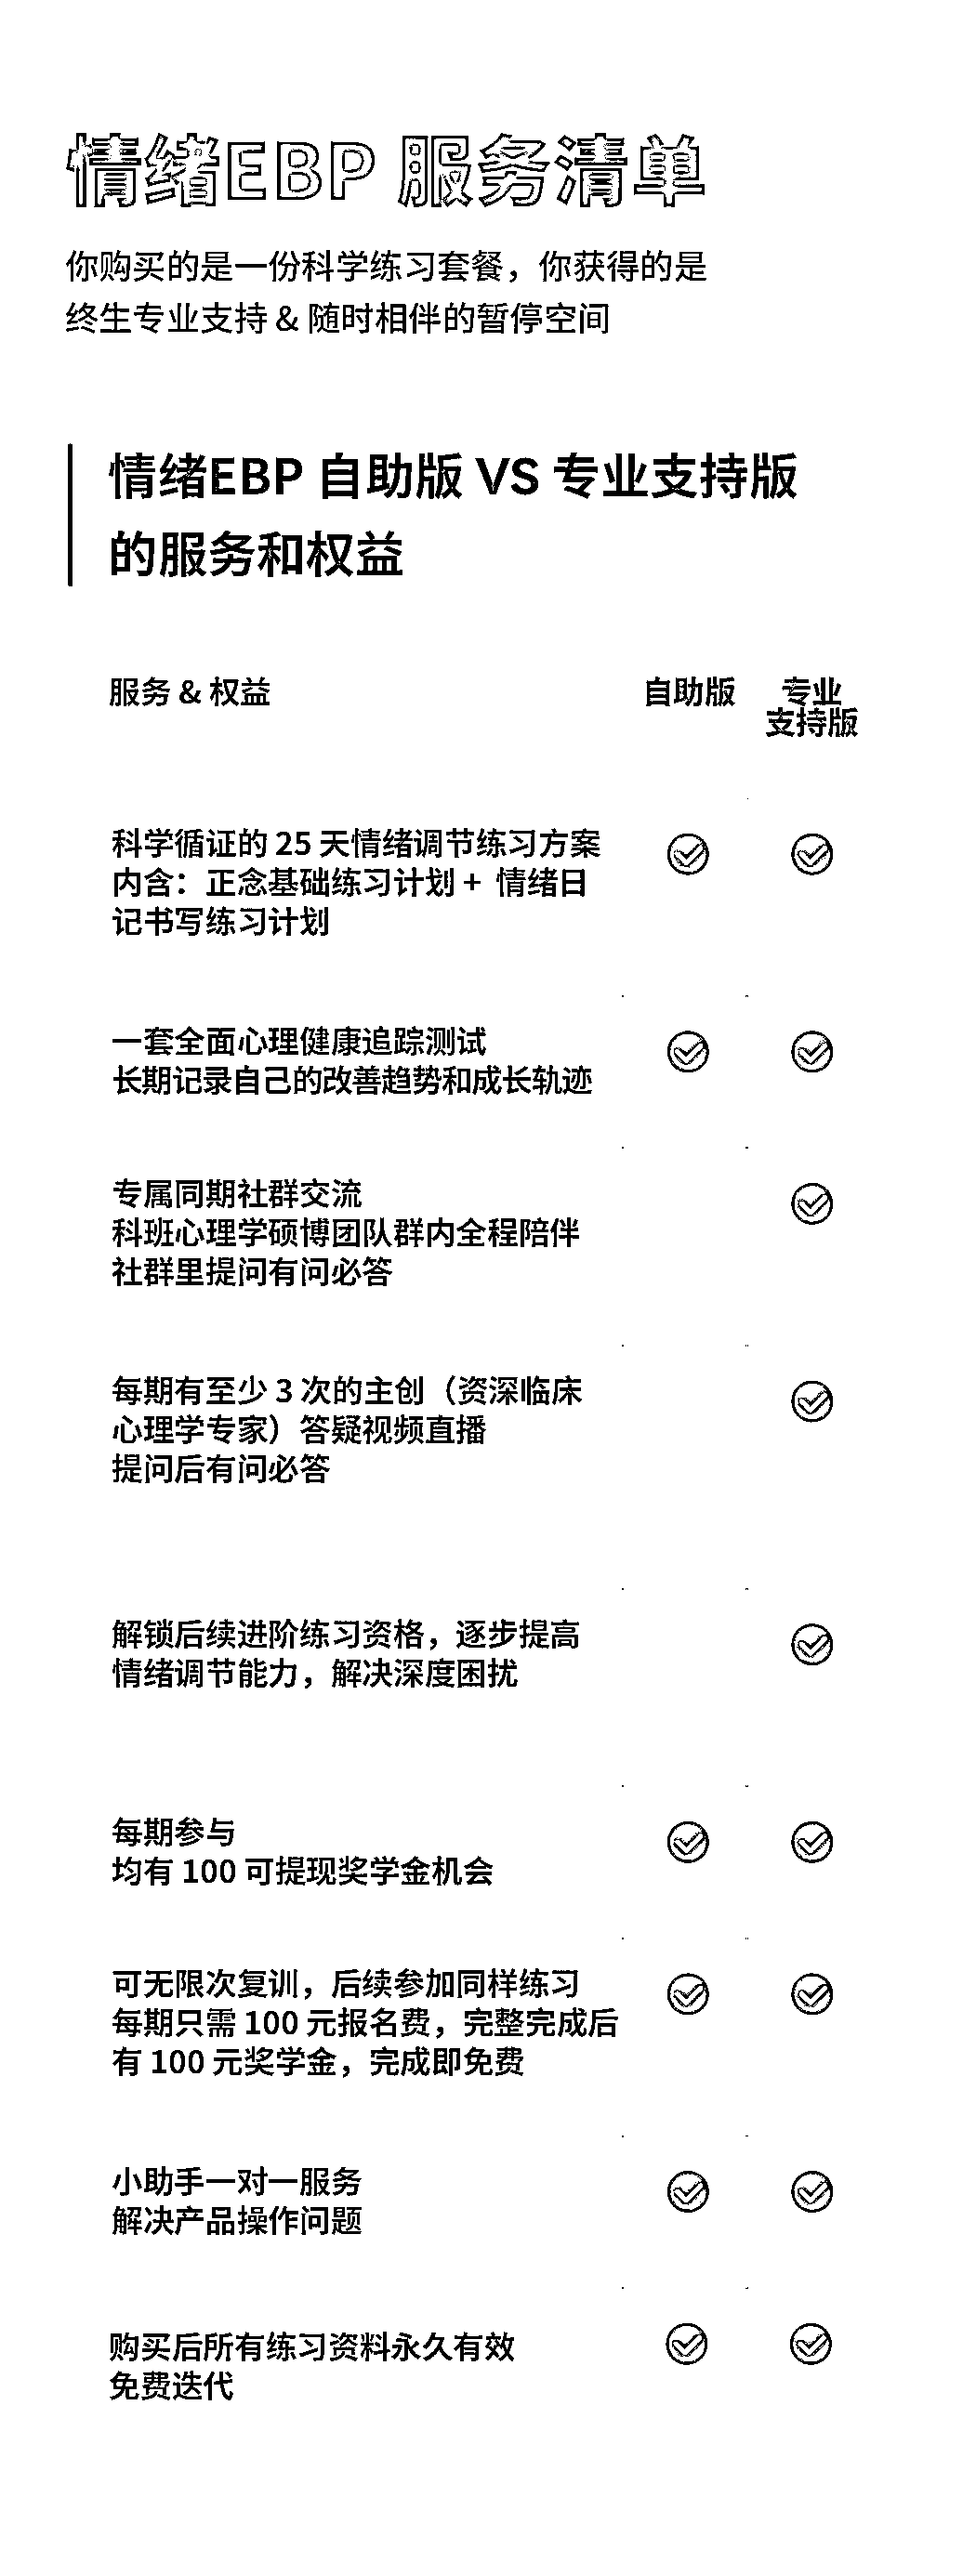 情绪EBP 服务清单
你购买的是一份科学练习套餐，你获得的是
终生专业支持 & 随时相伴的暂停空间
情绪EBP 自助版 VS 专业支持版
的服务和权益
服务 & 权益 自助版 专业
支持版
科学循证的 25 天情绪调节练习方案
内含：正念基础练习计划 + 情绪日
记书写练习计划
一套全面心理健康追踪测试
长期记录自己的改善趋势和成长轨迹
专属同期社群交流
科班心理学硕博团队群内全程陪伴
社群里提问有问必答
每期有至少 3 次的主创（资深临床
心理学专家）答疑视频直播
提问后有问必答
解锁后续进阶练习资格，逐步提高
情绪调节能力，解决深度困扰
每期参与
均有 100 可提现奖学金机会
可无限次复训，后续参加同样练习
每期只需 100 元报名费，完整完成后
有 100 元奖学金，完成即免费
小助手一对一服务
解决产品操作问题
购买后所有练习资料永久有效
免费迭代